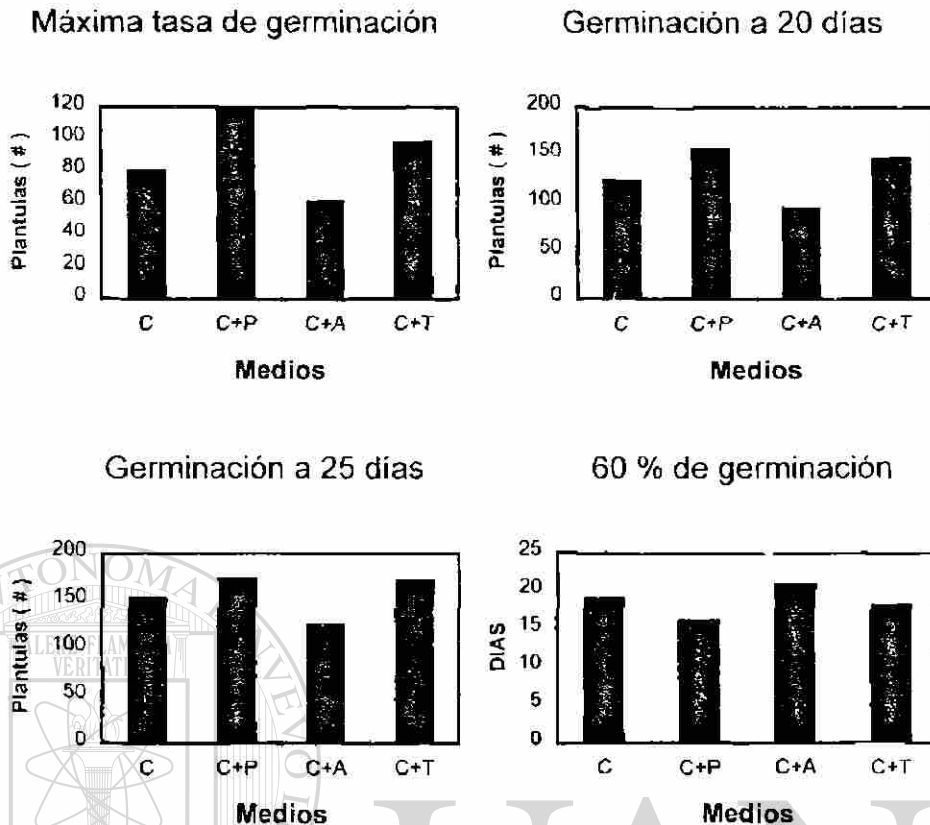 Máxima tasa de germinación
120
100
80
60
40
20
0
Plantulas ( # )
C C+P C+A C+T
Medios
Germinación a 20 días
200
150
100
50
0
Plantulas ( # )
C C+P C+A C+T
Medios
Germinación a 25 días
200
150
100
50
0
Plantulas ( # )
C C+P C+A C+T
Medios
60 % de germinación
25
20
15
10
5
0
DIAS
C C+P C+A C+T
Medios
VERITATIS